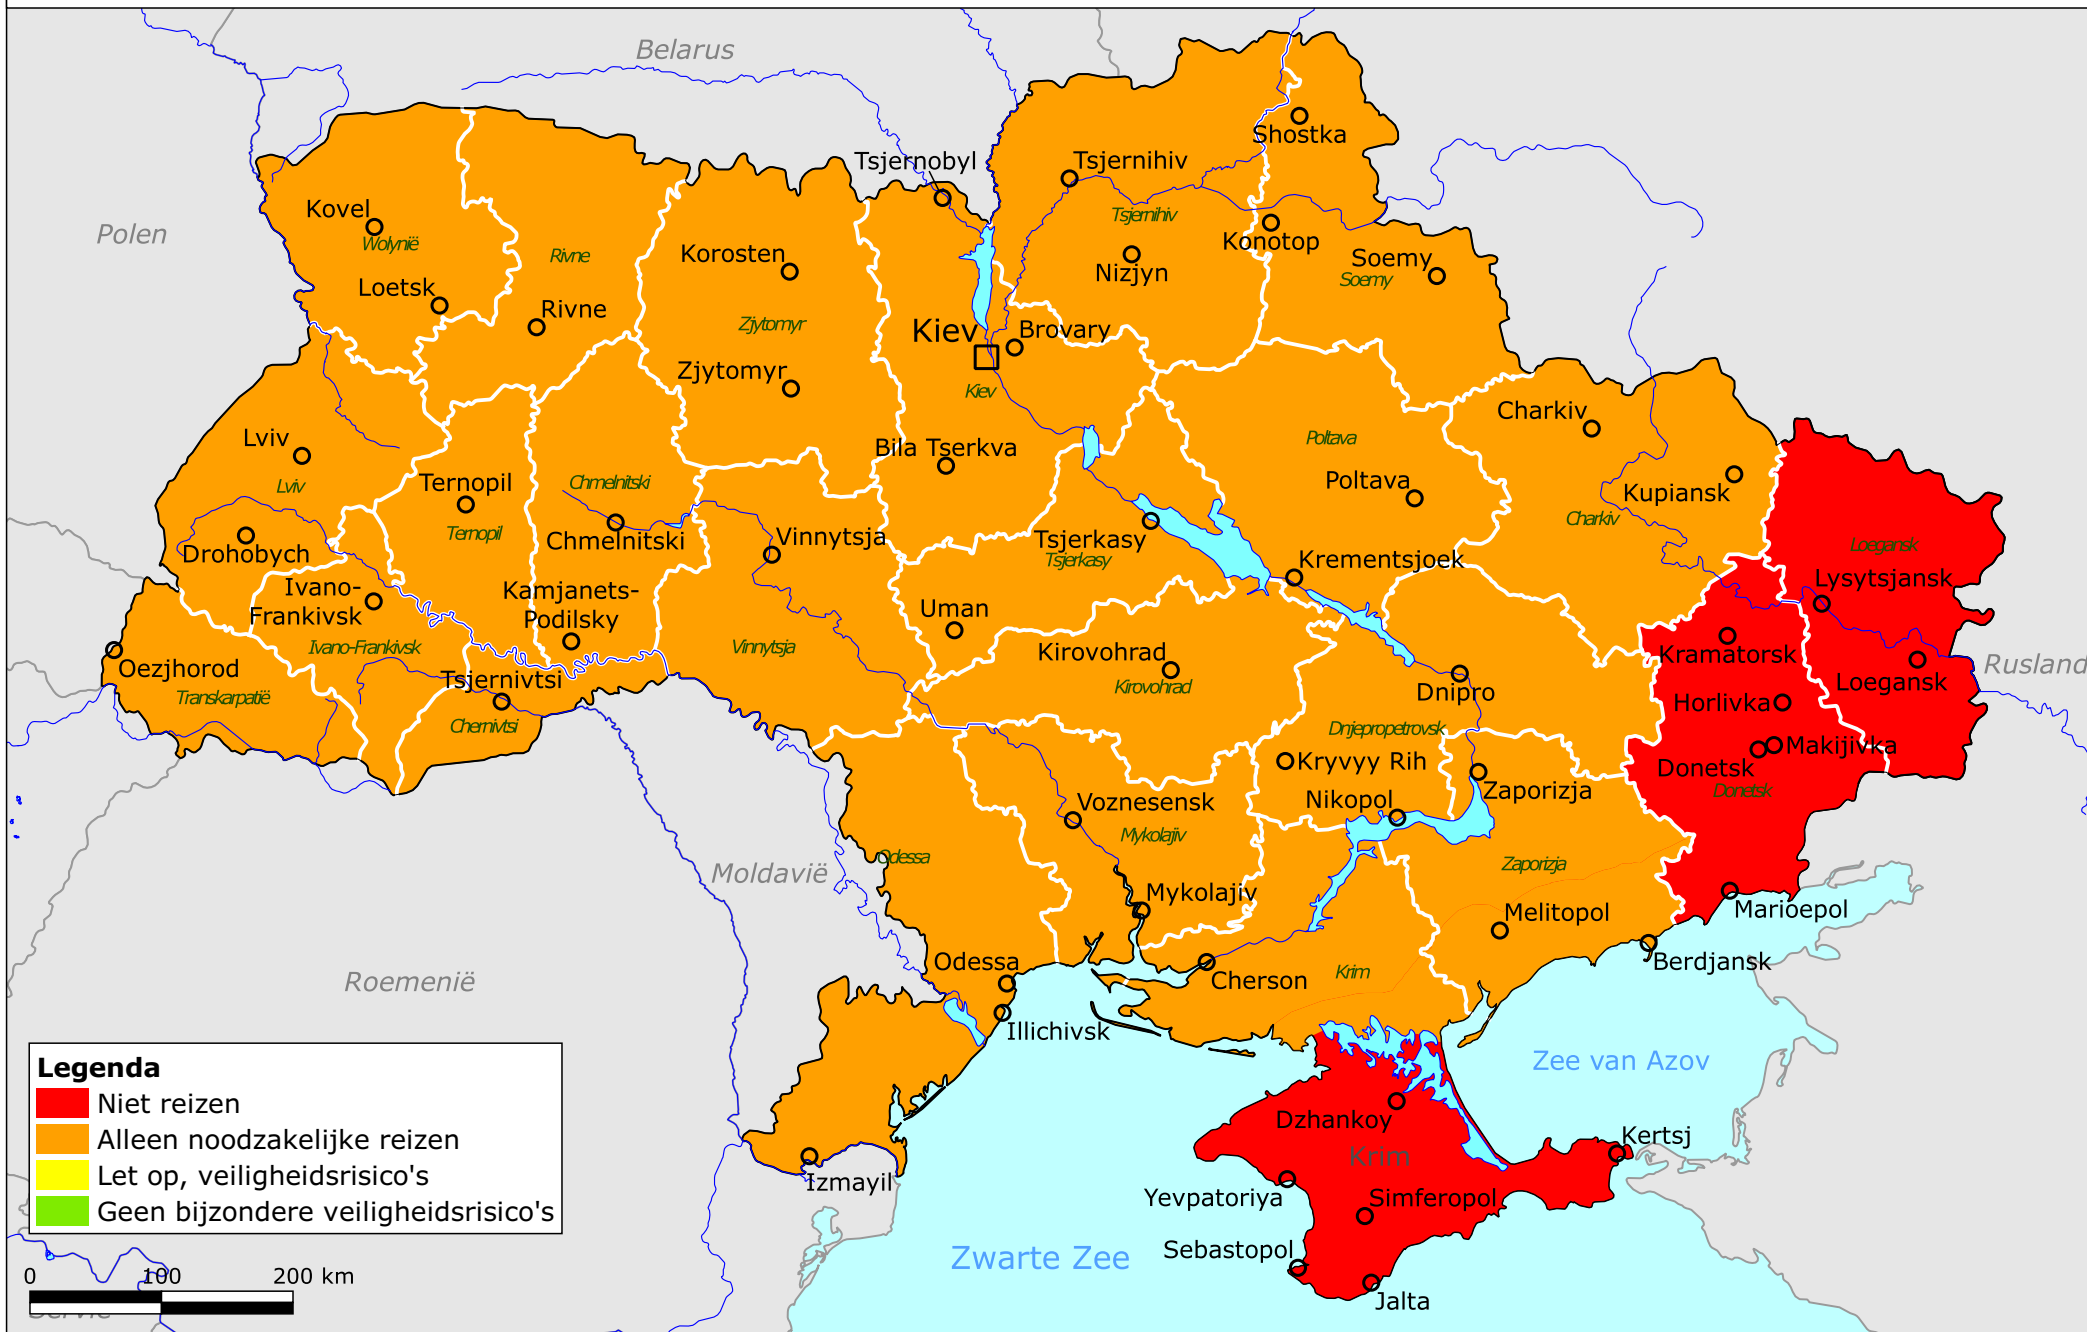 Belarus
Shostka
Tsjernobyl
Tsjernihiv
Tsjernihiv
Kovel
Wolynië
Polen
Rivne
Korosten
Konotop
Nizjyn
Soemy
Soemy
Loetsk
Rivne
Zjytomyr
Kiev
Brovary
Zjytomyr
Kiev
Charkiv
Lviv
Lviv
Bila Tserkva
Poltava
Poltava
Ternopil
Ternopil
Chmelnitski
Chmelnitski
Kupiansk
Charkiv
Vinnytsja
Tsjerkasy
Tsjerkasy
Loegansk
Drohobych
Krementsjoek
Lysytsjansk
Ivano-
Frankivsk
Kamjanets-
Podilsky
Uman
Ivano-Frankivsk
Vinnytsja
Kirovohrad
Kirovohrad
Kramatorsk
Rusland
Oezjhorod
Transkarpatië
Tsjernivtsi
Chernivtsi
Dnipro
Loegansk
Horlivka
Dnjepropetrovsk
Makijivka
Kryvyy Rih
Donetsk
Donetsk
Zaporizja
Nikopol
Voznesensk
Mykolajiv
Odessa
Zaporizja
Moldavië
Mykolajiv
Melitopol
Marioepol
Roemenië
Odessa
Cherson
Krim
Berdjansk
Illichivsk
Zee van Azov
Legenda
Niet reizen
Alleen noodzakelijke reizen
Let op, veiligheidsrisico's
Geen bijzondere veiligheidsrisico's
Dzhankoy
Krim
Kertsj
Izmayil
Yevpatoriya
Simferopol
Zwarte Zee
Sebastopol
Jalta
0 100 200 km
Servië